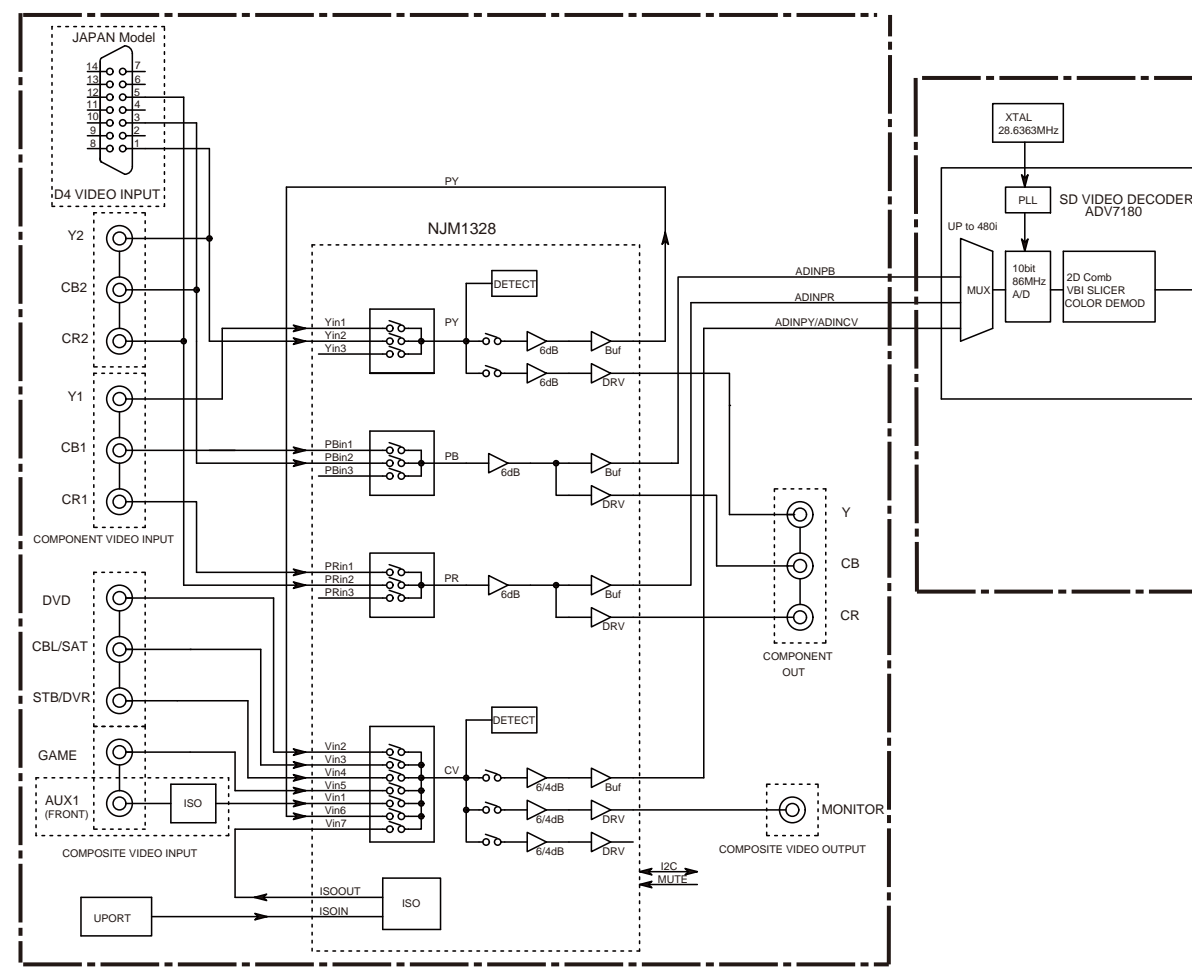 JAPAN Model
14 7
13 6
12 5
11 4
10 3
9 2
8 1
D4 VIDEO INPUT
Y2
CB2
CR2
Y1
CB1
CR1
COMPONENT VIDEO INPUT
DVD
CBL/SAT
STB/DVR
GAME
AUX1
(FRONT)
ISO
COMPOSITE VIDEO INPUT
UPORT
PY
NJM1328
DETECT
Yin1
Yin2
Yin3
PY
6dB
Buf
6dB
DRV
PBin1
PBin2
PBin3
PB
6dB
Buf
DRV
PRin1
PRin2
PRin3
PR
6dB
Buf
DRV
DETECT
Vin2
Vin3
Vin4
Vin5
Vin1
Vin6
Vin7
CV
6/4dB
Buf
6/4dB
DRV
6/4dB
DRV
I2C
MUTE
ISOOUT
ISOIN
ISO
ADINPB
ADINPR
ADINPY/ADINCV
Y
CB
CR
COMPONENT
OUT
MONITOR
COMPOSITE VIDEO OUTPUT
XTAL
28.6363MHz
PLL
SD VIDEO DECODER
ADV7180
UP to 480i
MUX
10bit
86MHz
A/D
2D Comb
VBI SLICER
COLOR DEMOD